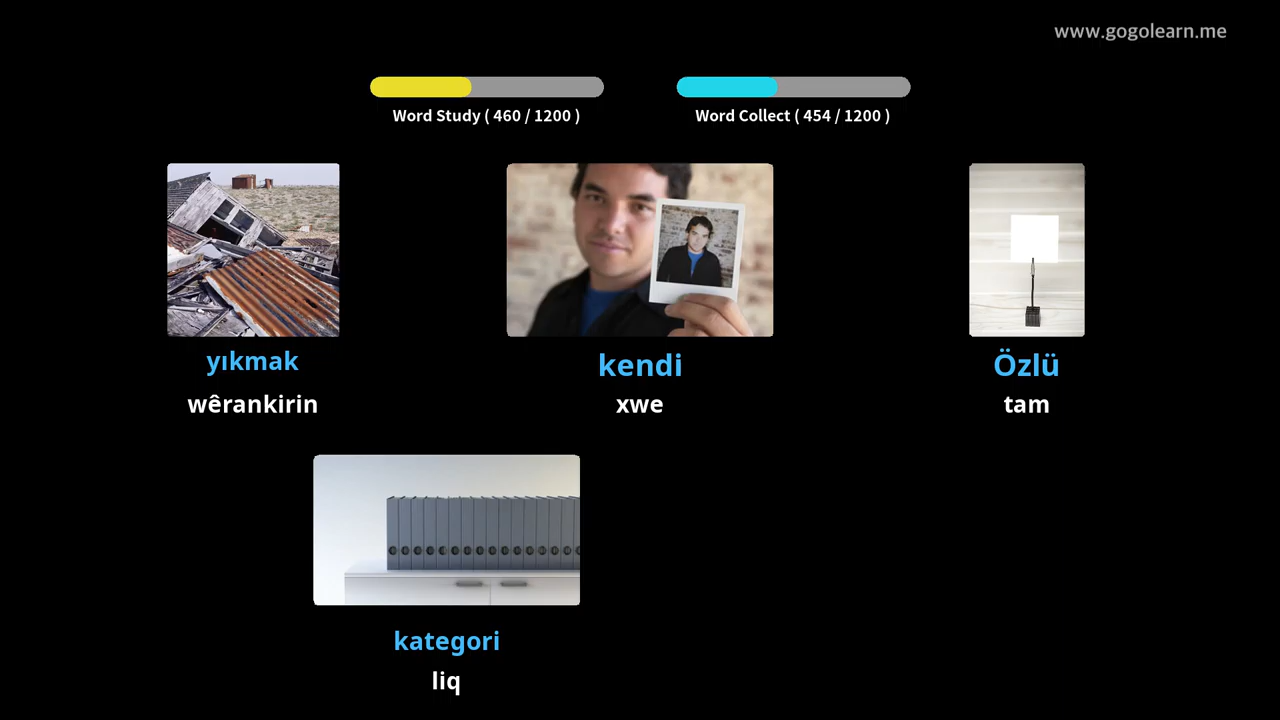 www.gogolearn.me
Word Study ( 460 / 1200 )
Word Collect ( 454 / 1200 )
yıkmak
wêrankirin
kendi
xwe
Özlü
tam
kategori
liq